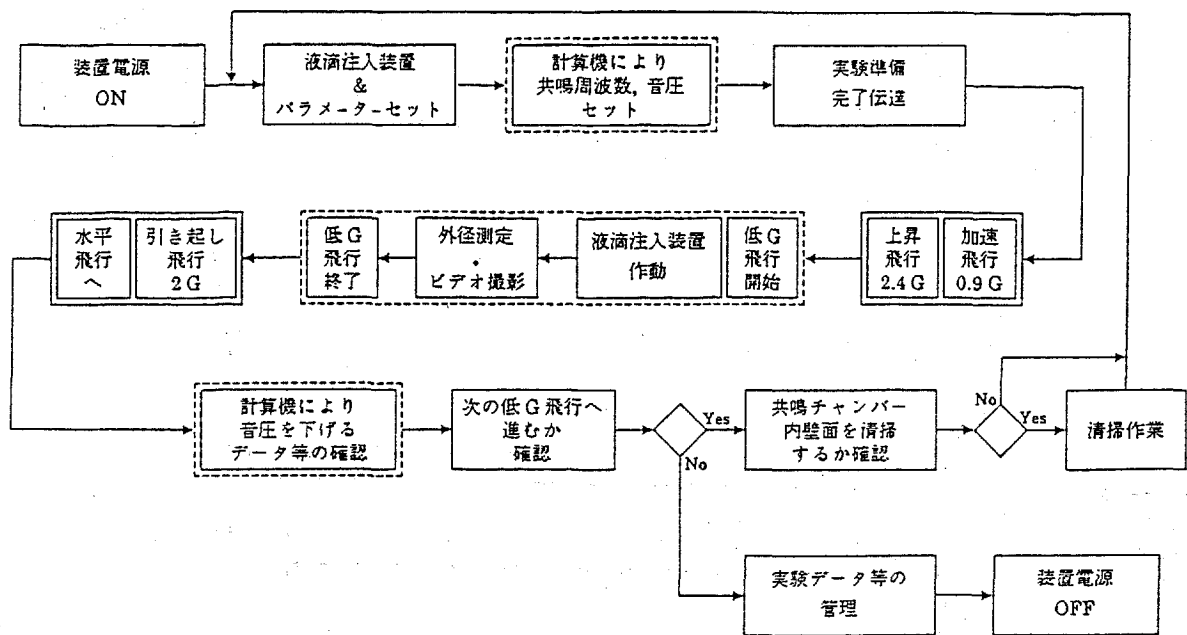 装置電源
ON
液滴注入装置
&
パラメーターセット
計算機により
共鳴周波数, 音圧
セット
実験準備
完了伝達
加速
飛行
0.9 G
上昇
飛行
2.4 G
低G
飛行
開始
液滴注入装置
作動
外径測定
・
ビデオ撮影
低G
飛行
終了
引き起し
飛行
2 G
水平
飛行
へ
計算機により
音圧を下げる
データ等の確認
次の低G飛行へ
進むか
確認
Yes
No
共鳴チャンバー
内壁面を清掃
するか確認
No
Yes
清掃作業
実験データ等の
管理
装置電源
OFF